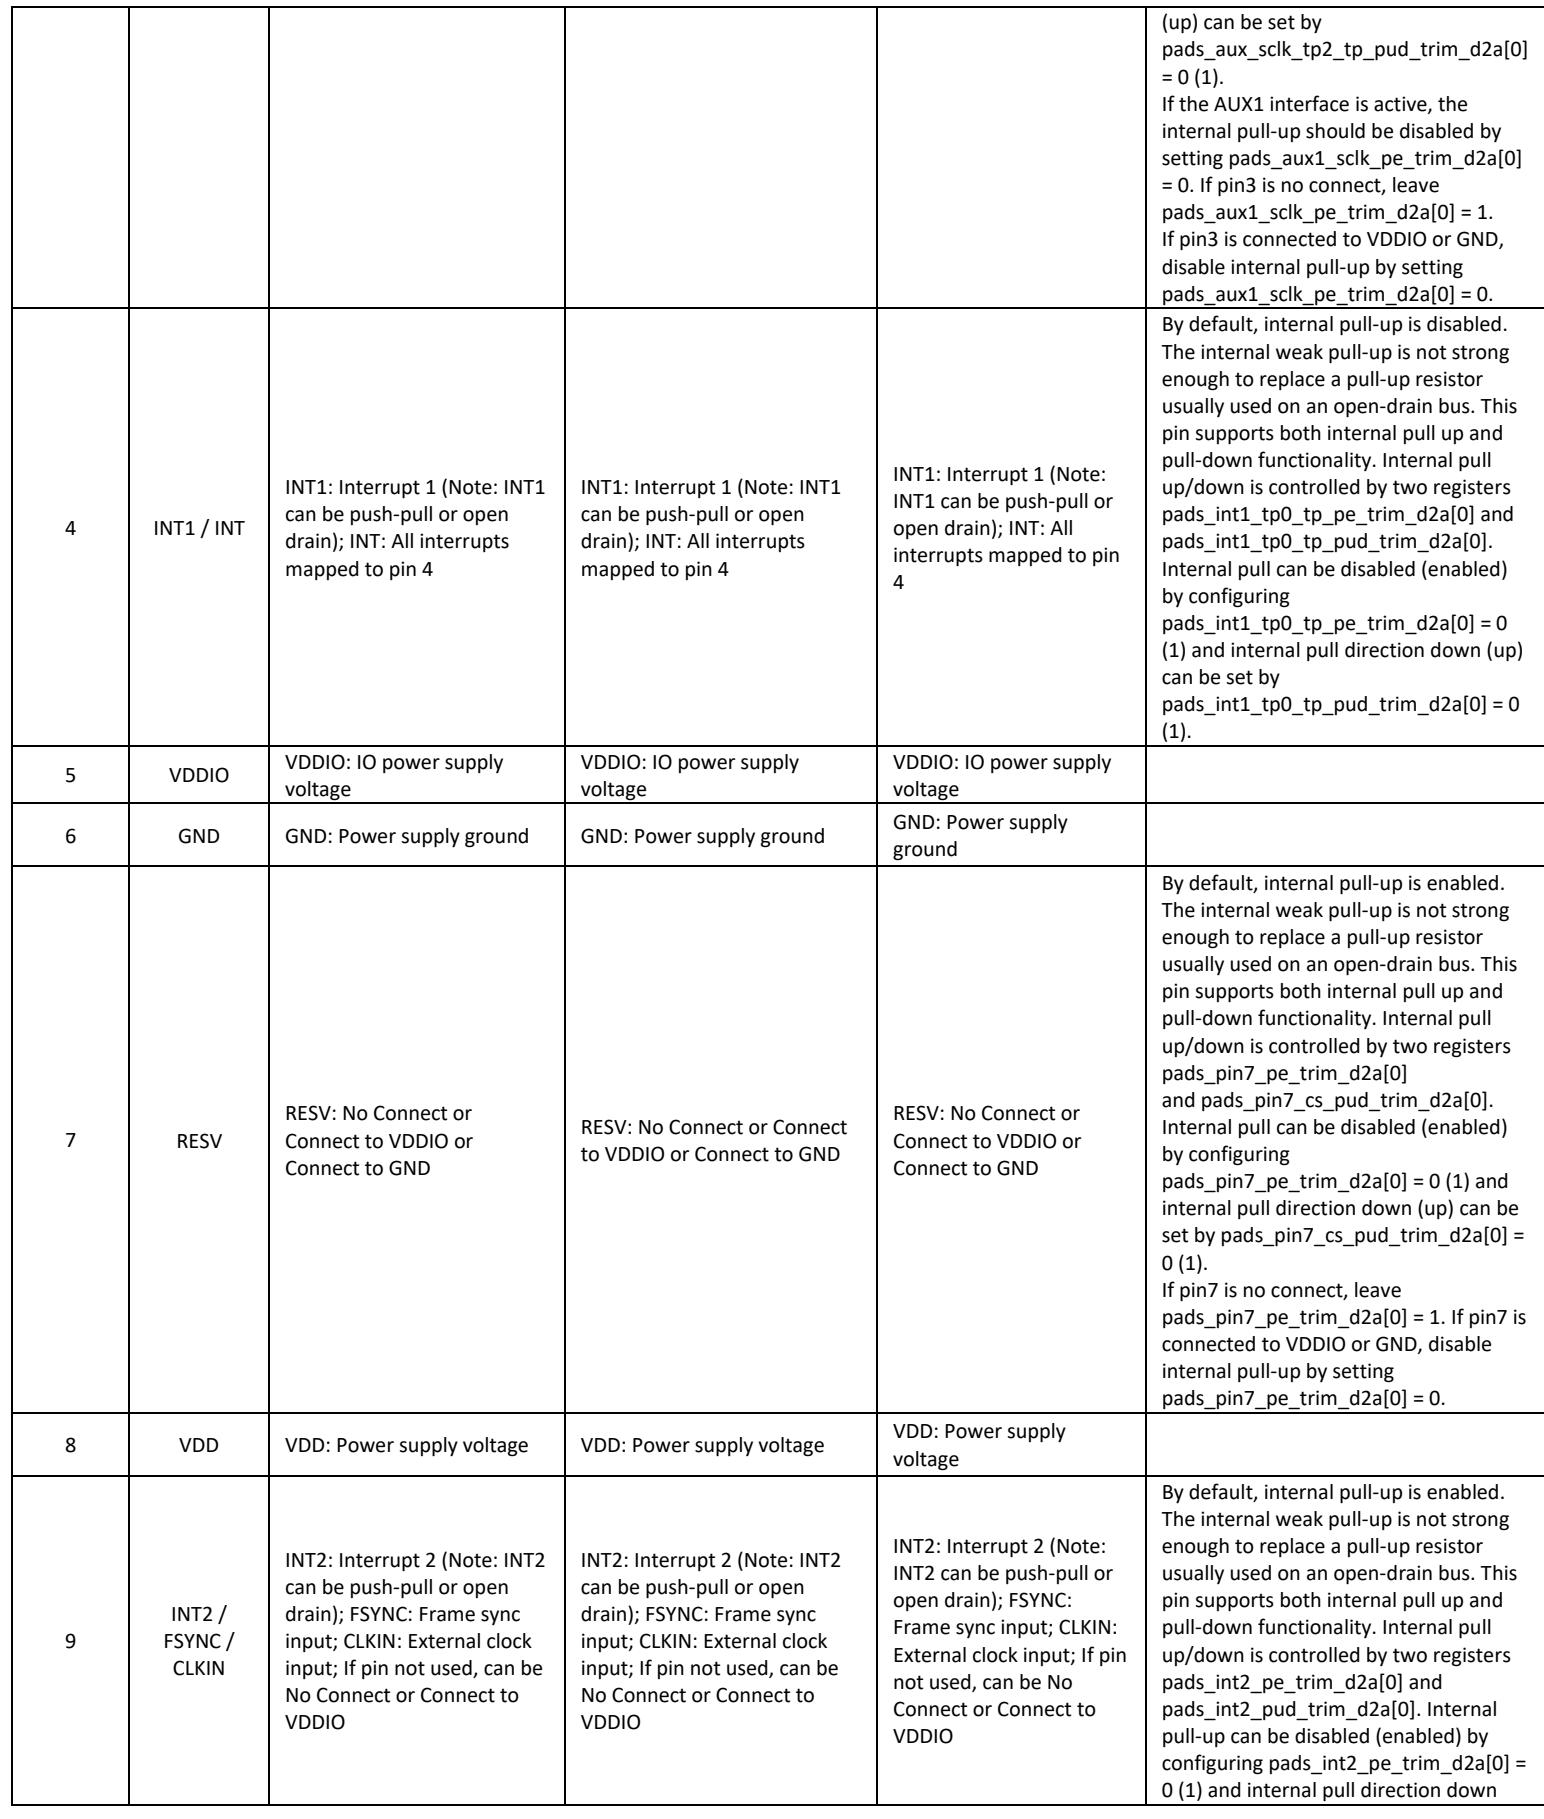 (up) can be set by
pads_aux_sclk_tp2_tp_pud_trim_d2a[0]
= 0 (1).
If the AUX1 interface is active, the
internal pull-up should be disabled by
setting pads_aux1_sclk_pe_trim_d2a[0]
= 0. If pin3 is no connect, leave
pads_aux1_sclk_pe_trim_d2a[0] = 1.
If pin3 is connected to VDDIO or GND,
disable internal pull-up by setting
pads_aux1_sclk_pe_trim_d2a[0] = 0.
4
INT1 / INT
INT1: Interrupt 1 (Note: INT1
can be push-pull or open
drain); INT: All interrupts
mapped to pin 4
INT1: Interrupt 1 (Note: INT1
can be push-pull or open
drain); INT: All interrupts
mapped to pin 4
INT1: Interrupt 1 (Note:
INT1 can be push-pull or
open drain); INT: All
interrupts mapped to pin
4
By default, internal pull-up is disabled.
The internal weak pull-up is not strong
enough to replace a pull-up resistor
usually used on an open-drain bus. This
pin supports both internal pull up and
pull-down functionality. Internal pull
up/down is controlled by two registers
pads_int1_tp0_tp_pe_trim_d2a[0] and
pads_int1_tp0_tp_pud_trim_d2a[0].
Internal pull can be disabled (enabled)
by configuring
pads_int1_tp0_tp_pe_trim_d2a[0] = 0
(1) and internal pull direction down (up)
can be set by
pads_int1_tp0_tp_pud_trim_d2a[0] = 0
(1).
5
VDDIO
VDDIO: IO power supply
voltage
VDDIO: IO power supply
voltage
VDDIO: IO power supply
voltage
6
GND
GND: Power supply ground
GND: Power supply ground
GND: Power supply
ground
7
RESV
RESV: No Connect or
Connect to VDDIO or
Connect to GND
RESV: No Connect or Connect
to VDDIO or Connect to GND
RESV: No Connect or
Connect to VDDIO or
Connect to GND
By default, internal pull-up is enabled.
The internal weak pull-up is not strong
enough to replace a pull-up resistor
usually used on an open-drain bus. This
pin supports both internal pull up and
pull-down functionality. Internal pull
up/down is controlled by two registers
pads_pin7_pe_trim_d2a[0]
and pads_pin7_cs_pud_trim_d2a[0].
Internal pull can be disabled (enabled)
by configuring
pads_pin7_pe_trim_d2a[0] = 0 (1) and
internal pull direction down (up) can be
set by pads_pin7_cs_pud_trim_d2a[0] =
0 (1).
If pin7 is no connect, leave
pads_pin7_pe_trim_d2a[0] = 1. If pin7 is
connected to VDDIO or GND, disable
internal pull-up by setting
pads_pin7_pe_trim_d2a[0] = 0.
8
VDD
VDD: Power supply voltage
VDD: Power supply voltage
VDD: Power supply
voltage
9
INT2 /
FSYNC /
CLKIN
INT2: Interrupt 2 (Note: INT2
can be push-pull or open
drain); FSYNC: Frame sync
input; CLKIN: External clock
input; If pin not used, can be
No Connect or Connect to
VDDIO
INT2: Interrupt 2 (Note: INT2
can be push-pull or open
drain); FSYNC: Frame sync
input; CLKIN: External clock
input; If pin not used, can be
No Connect or Connect to
VDDIO
INT2: Interrupt 2 (Note:
INT2 can be push-pull or
open drain); FSYNC:
Frame sync input; CLKIN:
External clock input; If pin
not used, can be No
Connect or Connect to
VDDIO
By default, internal pull-up is enabled.
The internal weak pull-up is not strong
enough to replace a pull-up resistor
usually used on an open-drain bus. This
pin supports both internal pull up and
pull-down functionality. Internal pull
up/down is controlled by two registers
pads_int2_pe_trim_d2a[0] and
pads_int2_pud_trim_d2a[0]. Internal
pull-up can be disabled (enabled) by
configuring pads_int2_pe_trim_d2a[0] =
0 (1) and internal pull direction down